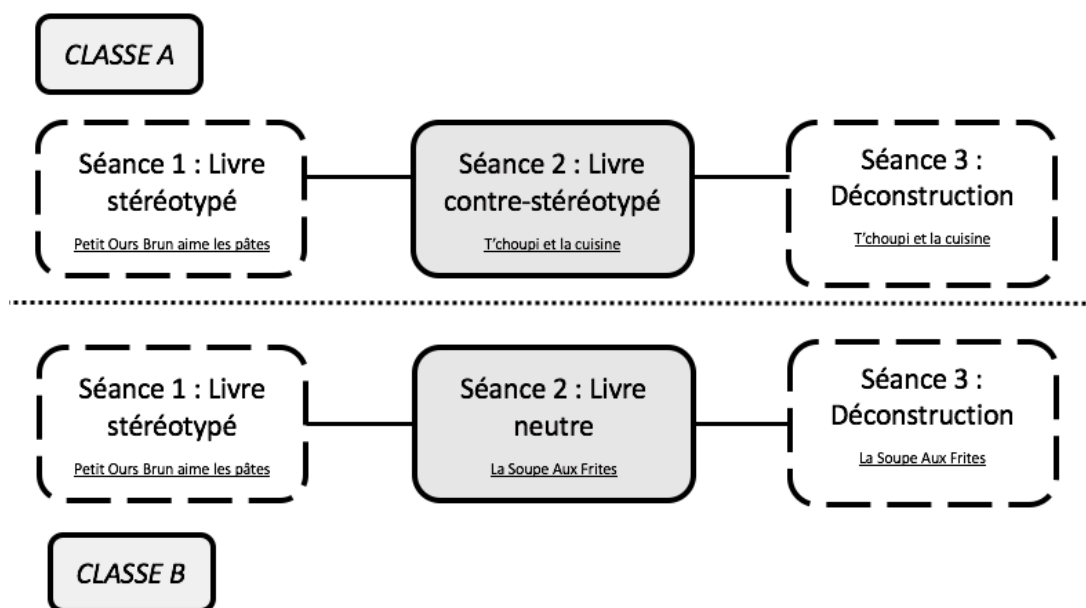 CLASSE A
Séance 1 : Livre
stéréotypé
Petit Ours Brun aime les pâtes
Séance 2 : Livre
contre-stéréotypé
T'choupi et la cuisine
Séance 3 :
Déconstruction
T'choupi et la cuisine
Séance 1 : Livre
stéréotypé
Petit Ours Brun aime les pâtes
Séance 2 : Livre
neutre
La Soupe Aux Frites
Séance 3 :
Déconstruction
La Soupe Aux Frites
CLASSE B